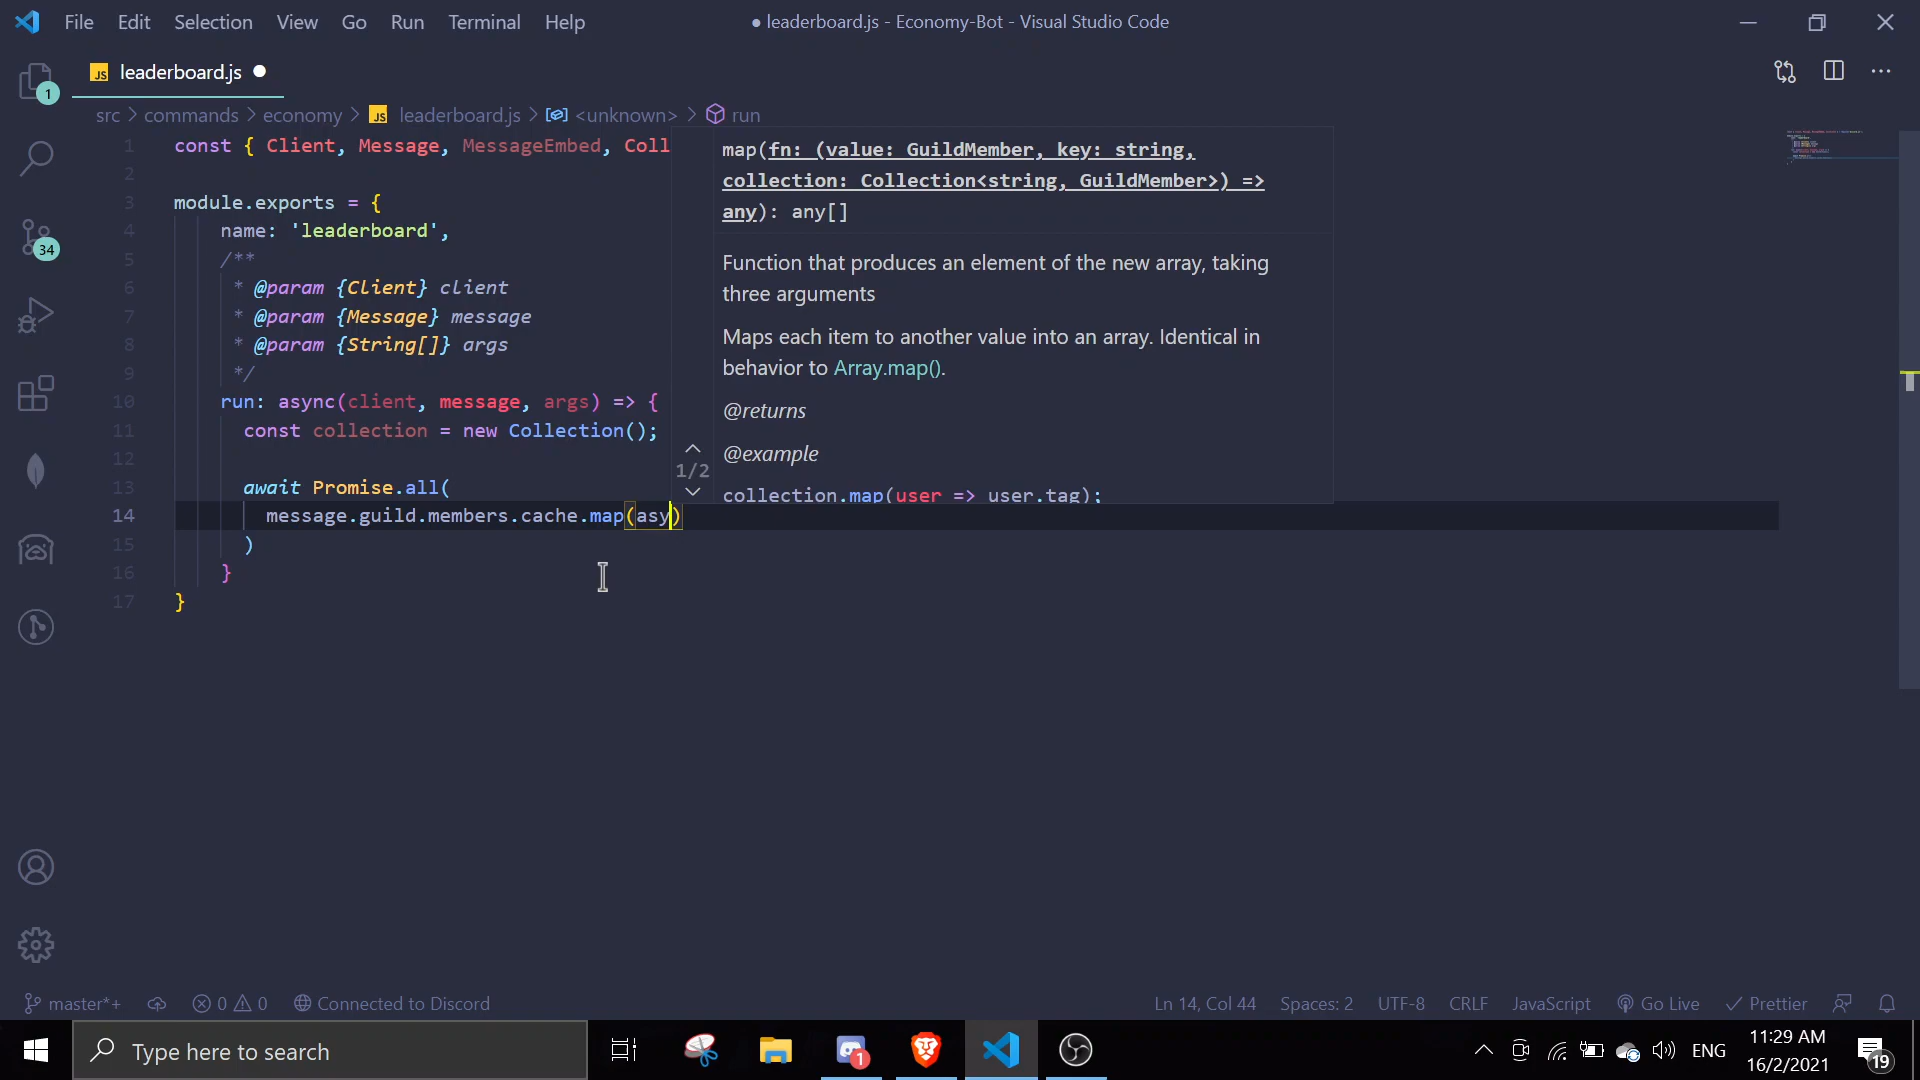 File Edit Selection View Go Run Terminal Help
● leaderboard.js - Economy-Bot - Visual Studio Code
JS leaderboard.js ●
1
src > commands > economy > JS leaderboard.js > <unknown> > run
1 const { Client, Message, MessageEmbed, Coll
2
3 module.exports = {
4 name: 'leaderboard',
5 /**
6 * @param {Client} client
7 * @param {Message} message
8 * @param {String[]} args
9 */
10 run: async(client, message, args) => {
11 const collection = new Collection();
12
13 await Promise.all(
14 message.guild.members.cache.map(asy)
15 )
16 }
17 }
map(fn: (value: GuildMember, key: string,
collection: Collection<string, GuildMember>) =>
any): any[]
Function that produces an element of the new array, taking
three arguments
Maps each item to another value into an array. Identical in
behavior to Array.map().
@returns
@example
1/2
collection.map(user => user.tag);
34
master*+ 0 0 Connected to Discord
Ln 14, Col 44 Spaces: 2 UTF-8 CRLF JavaScript Go Live Prettier
Type here to search
1
ENG
11:29 AM
16/2/2021
19